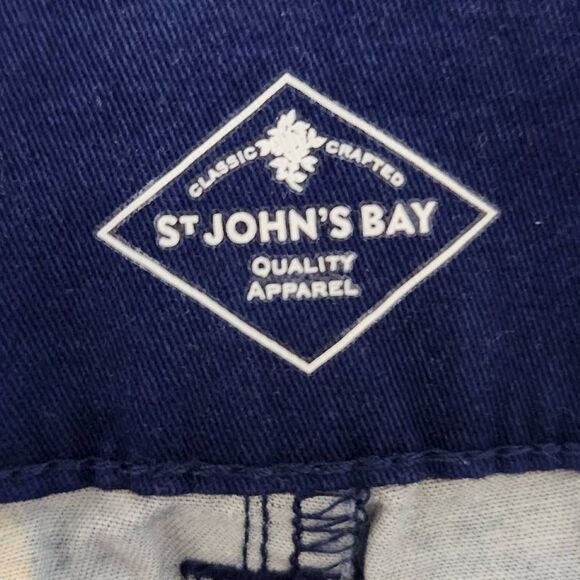 CLASSIC CRAFTED
ST JOHN'S BAY
QUALITY
APPAREL